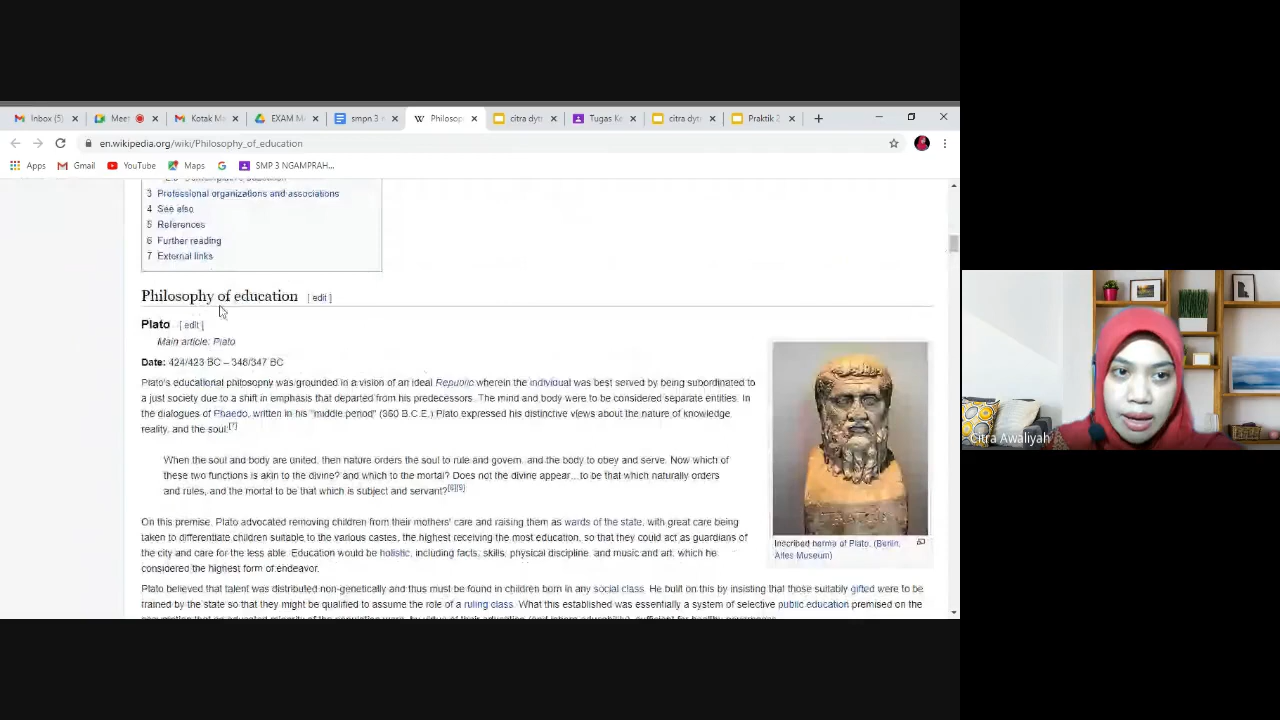 Inbox (5)
Meet
Kotak Ma
EXAM M
smpn 3
Philosop
citra dyt
Tugas Ke
citra dyt
Praktik 2
en.wikipedia.org/wiki/Philosophy_of_education
Apps
Gmail
YouTube
Maps
SMP 3 NGAMPRAH...
3 Professional organizations and associations
4 See also
5 References
6 Further reading
7 External links
Philosophy of education [ edit ]
Plato [ edit ]
Main article: Plato
Date: 424/423 BC – 348/347 BC
Plato's educational philosophy was grounded in a vision of an ideal Republic wherein the individual was best served by being subordinated to
a just society due to a shift in emphasis that departed from his predecessors. The mind and body were to be considered separate entities. In
the dialogues of Phaedo, written in his "middle period" (360 B.C.E.) Plato expressed his distinctive views about the nature of knowledge,
reality, and the soul:[7]
When the soul and body are united, then nature orders the soul to rule and govern, and the body to obey and serve. Now which of
these two functions is akin to the divine? and which to the mortal? Does not the divine appear...to be that which naturally orders
and rules, and the mortal to be that which is subject and servant?[8][9]
On this premise, Plato advocated removing children from their mothers' care and raising them as wards of the state, with great care being
taken to differentiate children suitable to the various castes, the highest receiving the most education, so that they could act as guardians of
the city and care for the less able. Education would be holistic, including facts, skills, physical discipline, and music and art, which he
considered the highest form of endeavor.
Plato believed that talent was distributed non-genetically and thus must be found in children born in any social class. He built on this by insisting that those suitably gifted were to be
trained by the state so that they might be qualified to assume the role of a ruling class. What this established was essentially a system of selective public education premised on the
Inscribed herma of Plato. (Berlin,
Altes Museum)
Citra Awaliyah